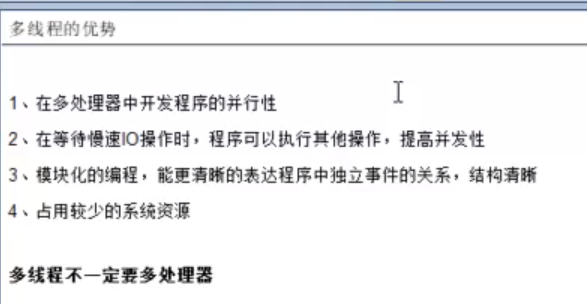 多线程的优势
1、在多处理器中开发程序的并行性
2、在等待慢速IO操作时，程序可以执行其他操作，提高并发性
3、模块化的编程，能更清晰的表达程序中独立事件的关系，结构清晰
4、占用较少的系统资源
多线程不一定要多处理器